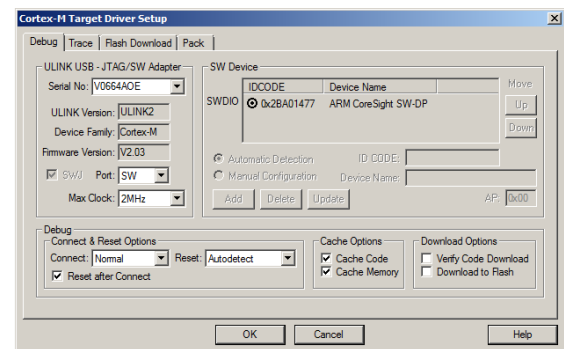 Cortex-M Target Driver Setup
Debug Trace Flash Download Pack
ULINK USB - JTAG/SW Adapter
Serial No: V0664AOE
ULINK Version: ULINK2
Device Family: Cortex-M
Firmware Version: V2.03
SWJ Port: SW
Max Clock: 2MHz
SW Device
IDCODE Device Name
SWDIO 0x2BA01477 ARM CoreSight SW-DP
Move
Up
Down
Automatic Detection ID CODE:
Manual Configuration Device Name:
Add Delete Update AP: 0x00
Debug
Connect & Reset Options
Connect: Normal Reset: Autodetect
Reset after Connect
Cache Options
Cache Code
Cache Memory
Download Options
Verify Code Download
Download to Flash
OK Cancel Help